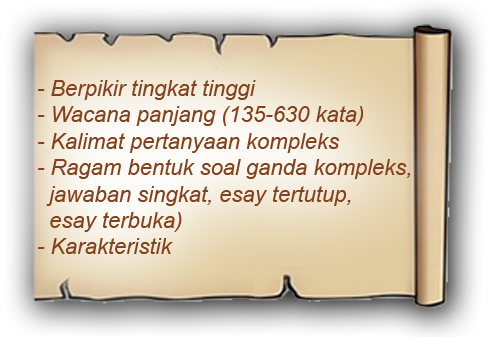 - Berpikir tingkat tinggi
- Wacana panjang (135-630 kata)
- Kalimat pertanyaan kompleks
- Ragam bentuk soal ganda kompleks,
jawaban singkat, esay tertutup,
esay terbuka)
- Karakteristik